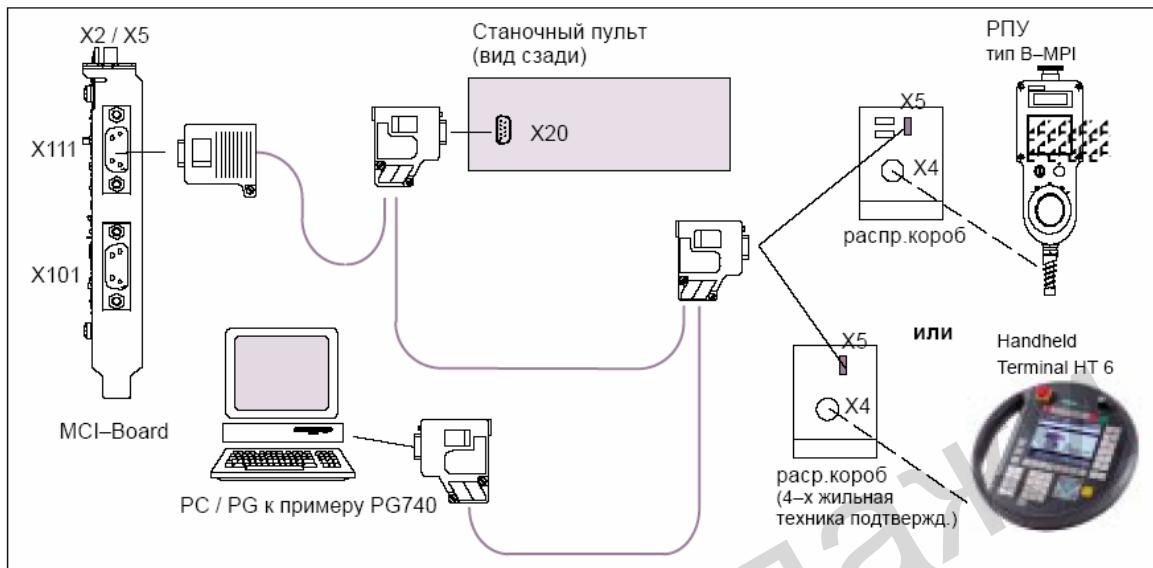 X2 / X5
X111
X101
MCI–Board
Станочный пульт
(вид сзади)
X20
PC / PG к примеру PG740
РПУ
тип B–MPI
X5
X4
распр.короб
или
X5
X4
раср.короб
(4–х жильная
техника подтвержд.)
Handheld
Terminal HT 6